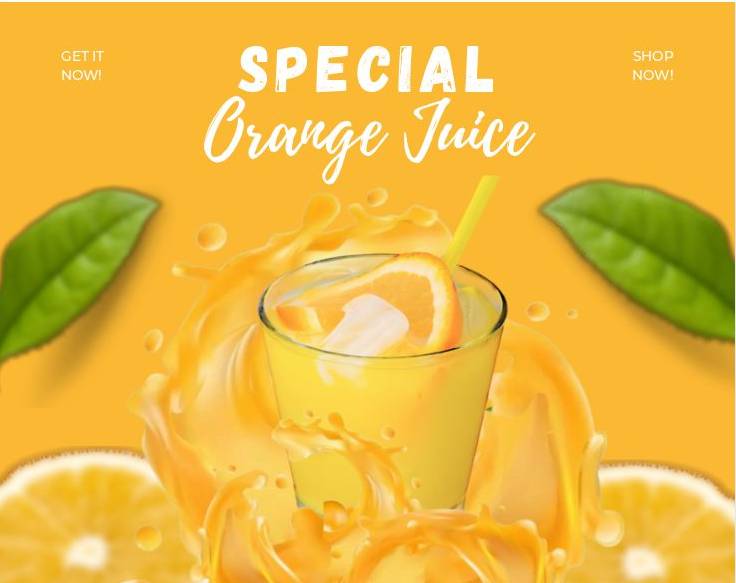 GET IT
NOW!
SPECIAL
Orange Juice
SHOP
NOW!